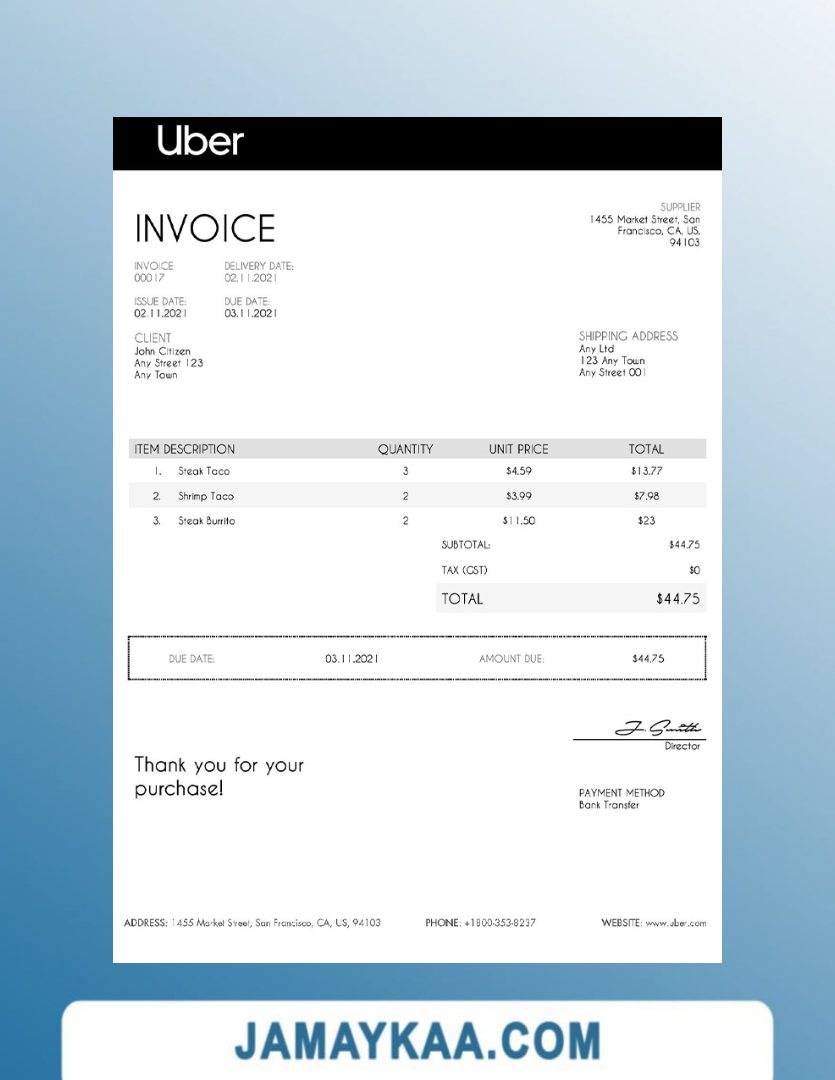 Uber
INVOICE
SUPPLIER
1455 Market Street, San
Francisco, CA, US,
94103
INVOICE
00017
DELIVERY DATE:
02.11.2021
ISSUE DATE:
02.11.2021
DUE DATE:
03.11.2021
CLIENT
John Citizen
Any Street 123
Any Town
SHIPPING ADDRESS
Any Ltd
123 Any Town
Any Street 001
ITEM DESCRIPTION QUANTITY UNIT PRICE TOTAL
1. Steak Taco 3 $4.59 $13.77
2. Shrimp Taco 2 $3.99 $7.98
3. Steak Burrito 2 $11.50 $23
SUBTOTAL: $44.75
TAX (GST) $0
TOTAL $44.75
DUE DATE: 03.11.2021 AMOUNT DUE: $44.75
J. Smith
Director
Thank you for your
purchase!
PAYMENT METHOD
Bank Transfer
ADDRESS: 1455 Market Street, San Francisco, CA, US, 94103 PHONE: +1800-353-8237 WEBSITE: www.uber.com
JAMAYKAA.COM